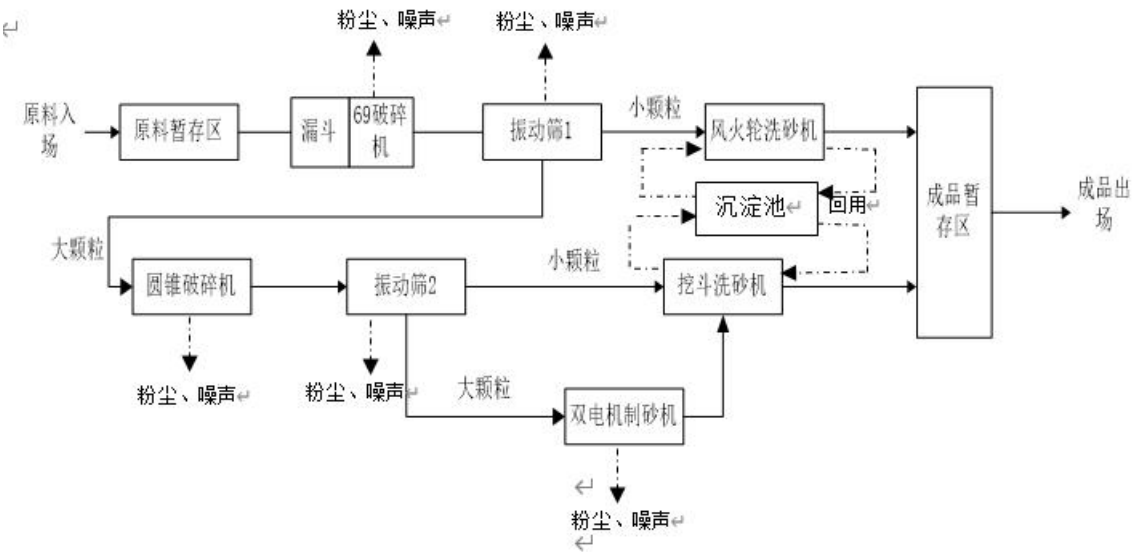 粉尘、噪声
粉尘、噪声
原料入
场
原料暂存区
漏斗
69破碎
机
振动筛1
小颗粒
风火轮洗砂机
成品暂
存区
成品出
场
沉淀池
回用
大颗粒
圆锥破碎机
振动筛2
小颗粒
挖斗洗砂机
粉尘、噪声
粉尘、噪声
大颗粒
双电机制砂机
粉尘、噪声